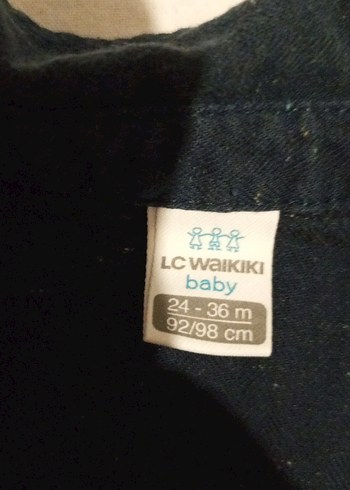 LC WAIKIKI
baby
24 - 36 m
92/98 cm